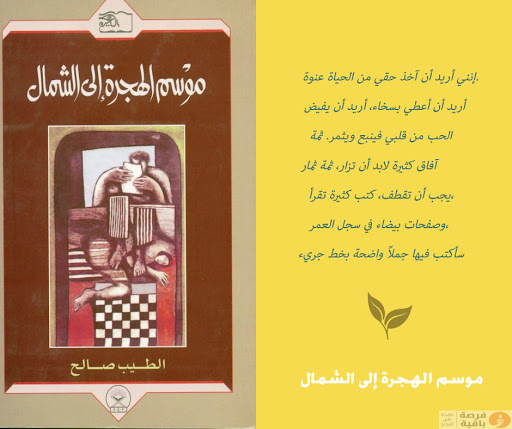 موسم الهجرة إلى الشمال
الطيب صالح
.إنني أريد أن آخذ حقي من الحياة عنوة
أريد أن أعطي بسخاء، أريد أن يفيض
الحب من قلبي فينبع ويثمر. ثمة
آفاق كثيرة لابد أن تزار، ثمة ثمار
،يجب أن تقطف، كتب كثيرة تقرأ
،وصفحات بيضاء في سجل العمر
سأكتب فيها جملاً واضحة بخط جريء
موسم الهجرة إلى الشمال
فرصة
باقية